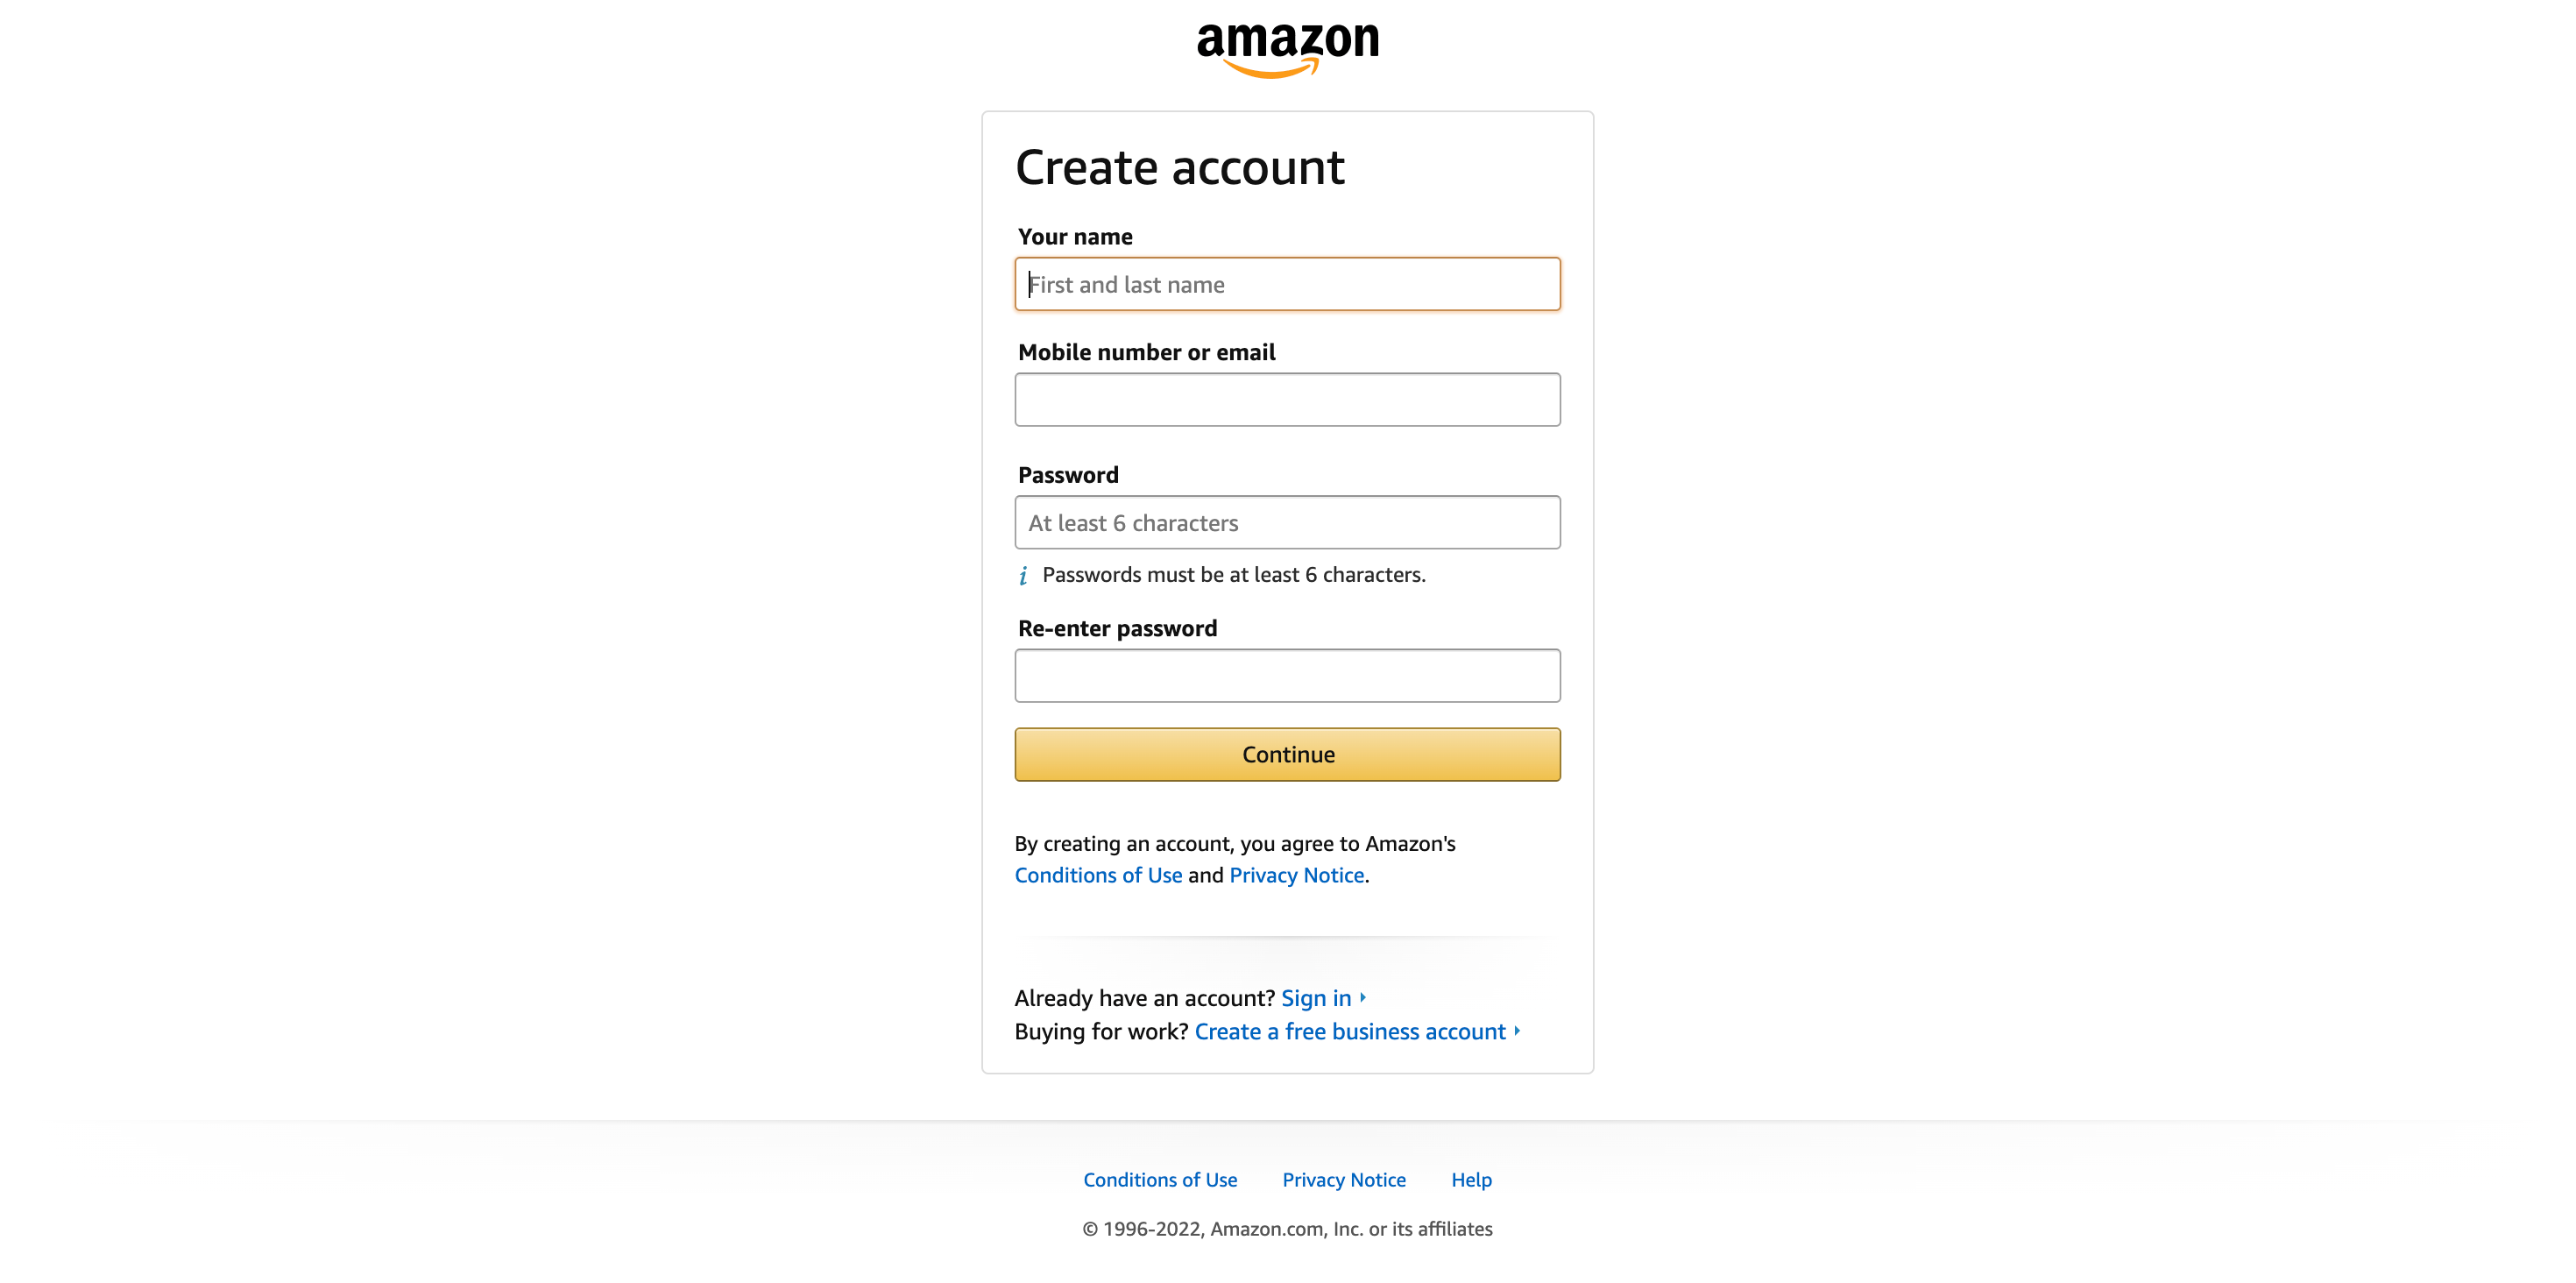 amazon
Create account
Your name
First and last name
Mobile number or email
Password
At least 6 characters
i Passwords must be at least 6 characters.
Re-enter password
Continue
By creating an account, you agree to Amazon's
Conditions of Use and Privacy Notice.
Already have an account? Sign in
Buying for work? Create a free business account
Conditions of Use Privacy Notice Help
© 1996-2022, Amazon.com, Inc. or its affiliates